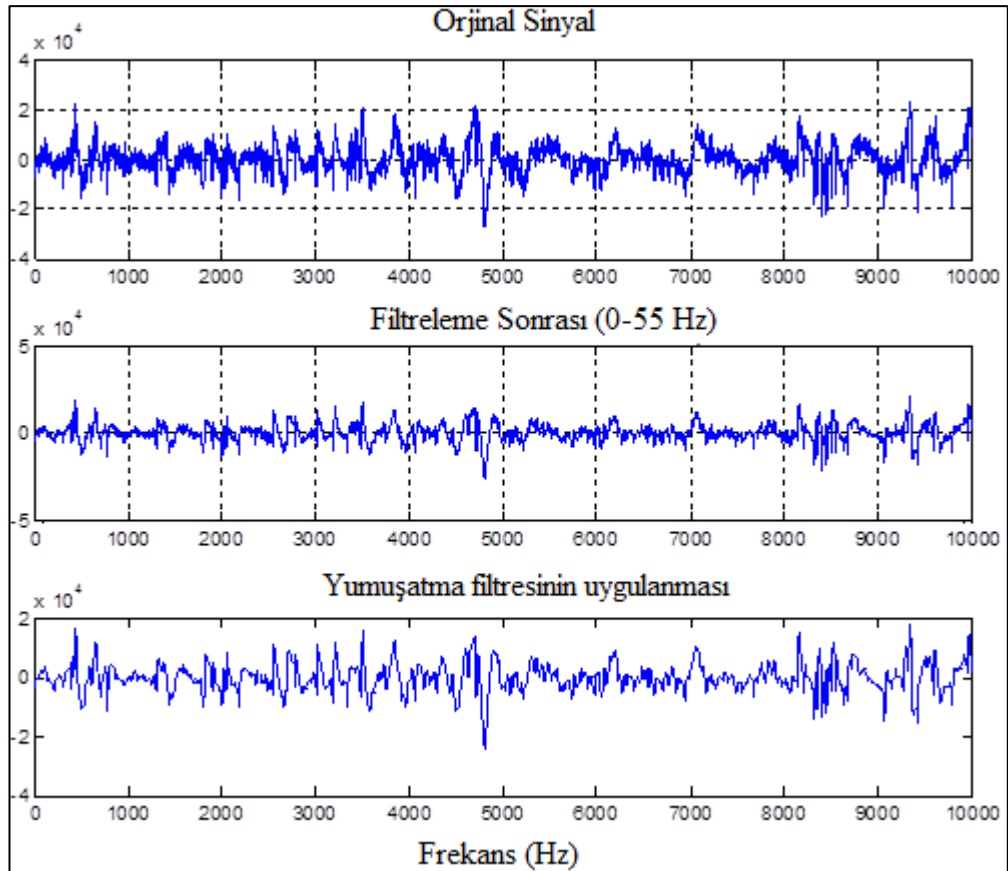 Orjinal Sinyal
x 10^4
4
2
0
-2
-4
0 1000 2000 3000 4000 5000 6000 7000 8000 9000 10000
Filtreleme Sonrası (0-55 Hz)
x 10^4
5
0
-5
0 1000 2000 3000 4000 5000 6000 7000 8000 9000 10000
Yumuşatma filtresinin uygulanması
x 10^4
2
0
-2
-4
0 1000 2000 3000 4000 5000 6000 7000 8000 9000 10000
Frekans (Hz)